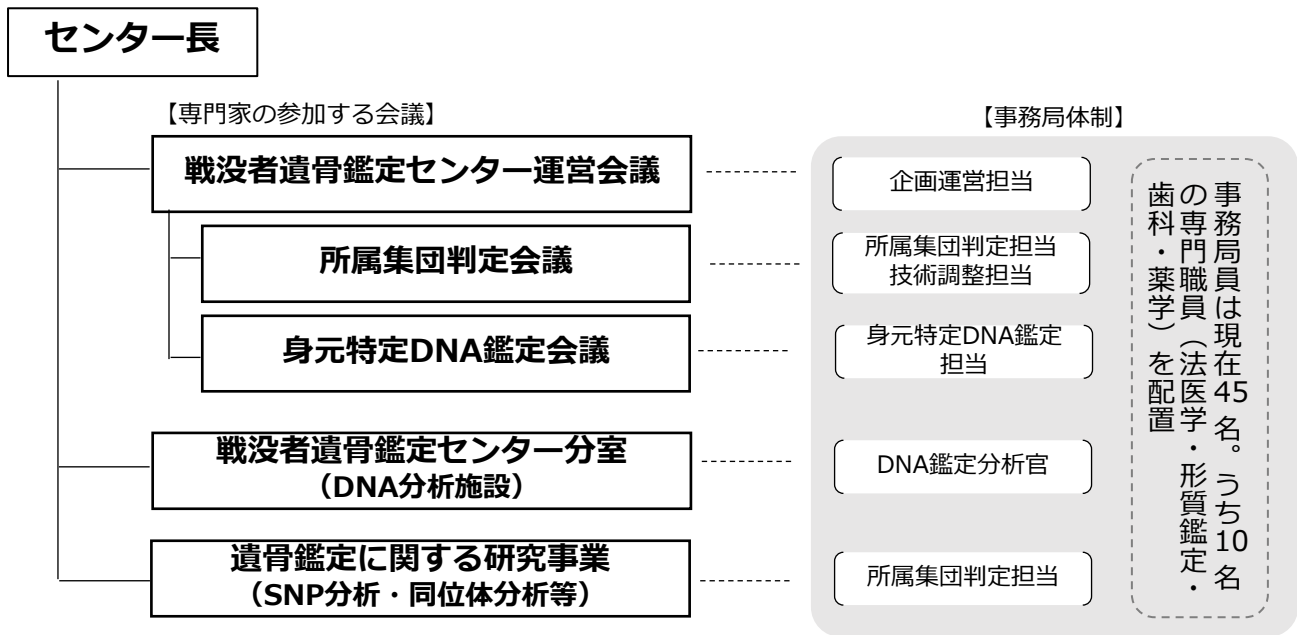 センター長
【専門家の参加する会議】
【事務局体制】
戦没者遺骨鑑定センター運営会議
企画運営担当
所属集団判定会議
所属集団判定担当
技術調整担当
身元特定DNA鑑定会議
身元特定DNA鑑定
担当
戦没者遺骨鑑定センター分室
（DNA分析施設）
DNA鑑定分析官
遺骨鑑定に関する研究事業
（SNP分析・同位体分析等）
所属集団判定担当
事務局員は現在45名。うち10名
の専門職員（法医学・形質鑑定・
歯科・薬学）を配置